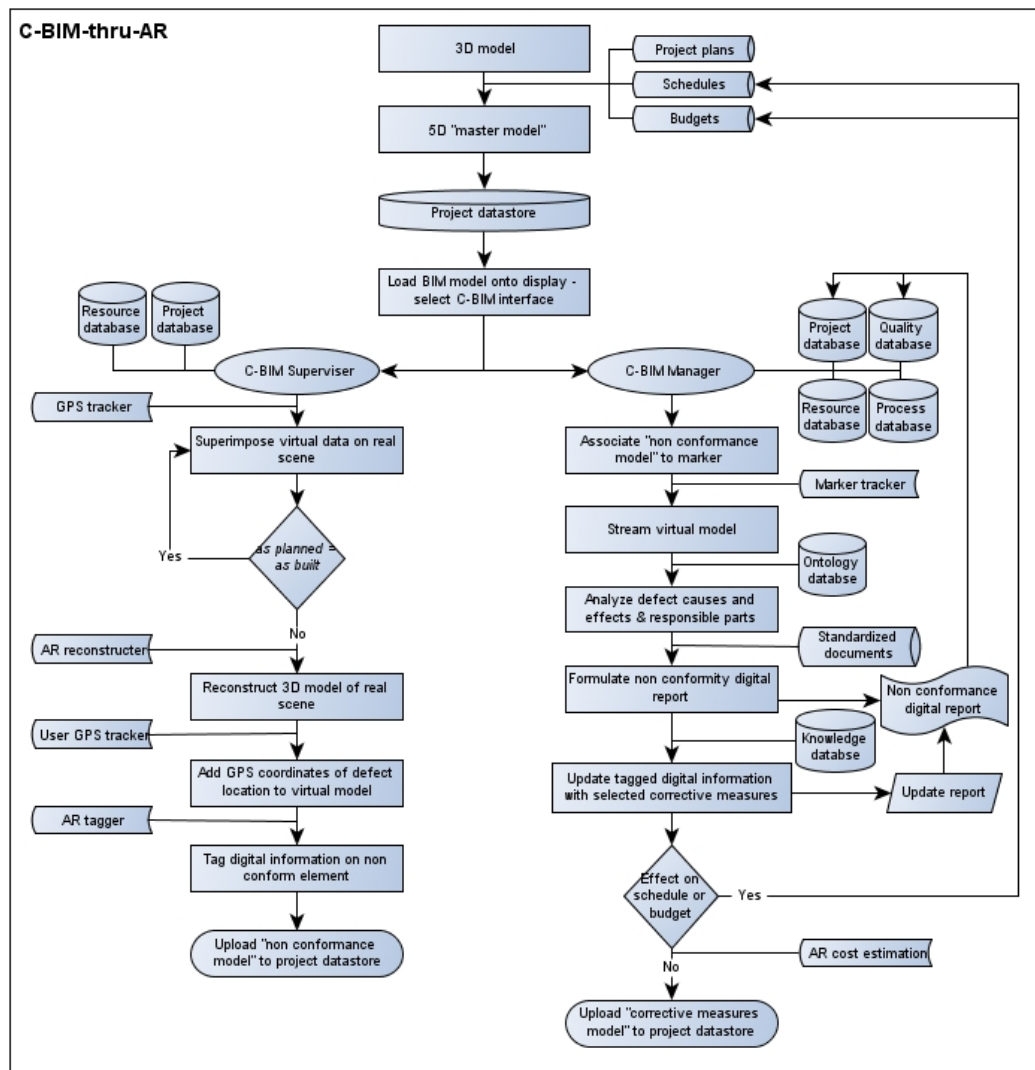 C-BIM-thru-AR
3D model
Project plans
Schedules
Budgets
5D "master model"
Project datastore
Load BIM model onto display -
select C-BIM interface
Resource
database
Project
database
Project
database
Quality
database
C-BIM Superviser
C-BIM Manager
Resource
database
Process
database
GPS tracker
Superimpose virtual data on real
scene
Associate "non conformance
model" to marker
Marker tracker
Stream virtual model
Yes
as planned =
as built
Ontology
databse
Analyze defect causes and
effects & responsible parts
No
Standardized
documents
AR reconstructer
Reconstruct 3D model of real
scene
Formulate non conformity digital
report
Non conformance
digital report
User GPS tracker
Knowledge
databse
Add GPS coordinates of defect
location to virtual model
Update tagged digital information
with selected corrective measures
Update report
AR tagger
Tag digital information on non
conform element
Effect on
schedule or
budget
Yes
Upload "non conformance
model" to project datastore
AR cost estimation
No
Upload "corrective measures
model" to project datastore